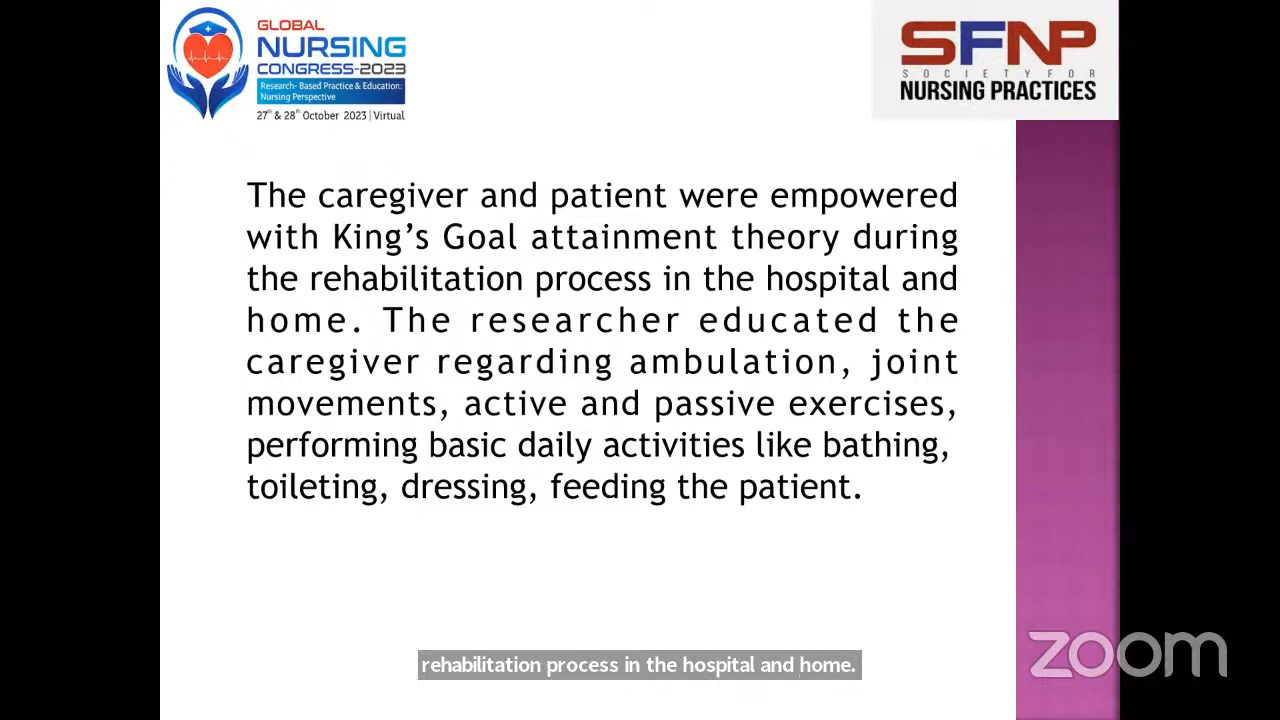 GLOBAL
NURSING
CONGRESS-2023
Research- Based Practice & Education:
Nursing Perspective
27th & 28th October 2023 | Virtual
SFNP
SOCIETY FOR
NURSING PRACTICES
The caregiver and patient were empowered
with King’s Goal attainment theory during
the rehabilitation process in the hospital and
home. The researcher educated the
caregiver regarding ambulation, joint
movements, active and passive exercises,
performing basic daily activities like bathing,
toileting, dressing, feeding the patient.
zoom
rehabilitation process in the hospital and home.